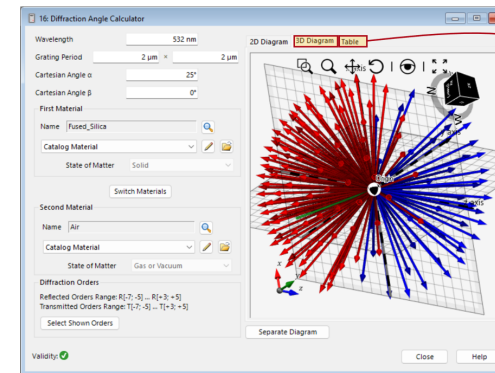 16: Diffraction Angle Calculator
Wavelength 532 nm
Grating Period 2 µm × 2 µm
Cartesian Angle α 25°
Cartesian Angle β 0°
First Material
Name Fused_Silica
Catalog Material
State of Matter Solid
Switch Materials
Second Material
Name Air
Catalog Material
State of Matter Gas or Vacuum
Diffraction Orders
Reflected Orders Range: R[-7; -5] ... R[+3; +5]
Transmitted Orders Range: T[-7; -5] ... T[+3; +5]
Select Shown Orders
Validity:
2D Diagram 3D Diagram Table
x
y
z
Separate Diagram
Close Help